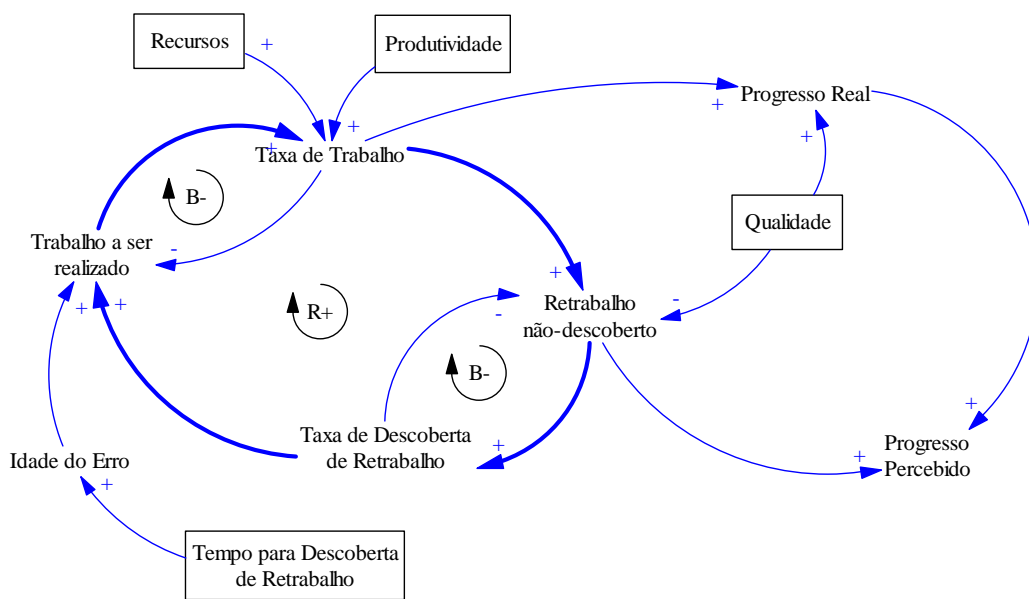 Recursos
+
Produtividade
+
+
Taxa de Trabalho
+
Progresso Real
+
B-
Qualidade
Trabalho a ser
realizado
-
+
+
R+
+
Retrabalho
não-descoberto
-
-
B-
Taxa de Descoberta
de Retrabalho
+
+
Progresso
Percebido
+
Idade do Erro
+
Tempo para Descoberta
de Retrabalho